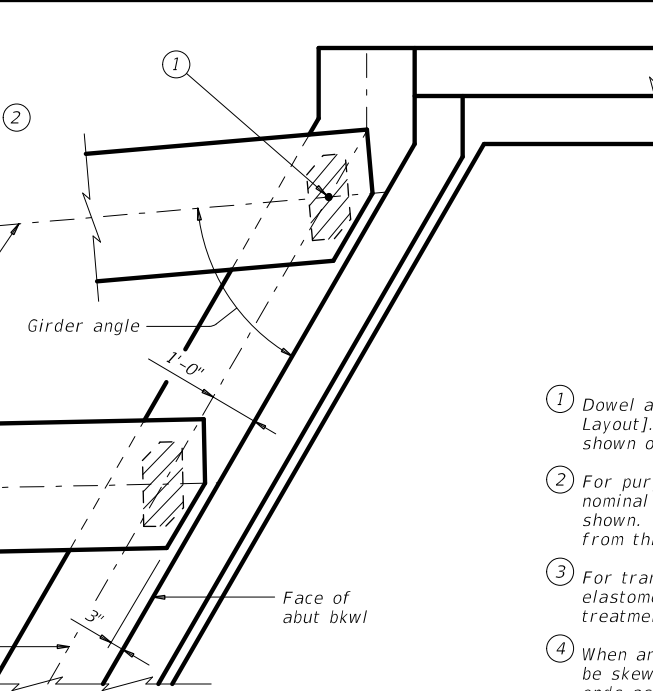 1
2
Girder angle
1'-0"
Face of
abut bkwl
3"
1 Dowel a
Layout].
shown o
2 For pur
nominal
shown.
from th
3 For tran
elastome
treatme
4 When an
be skew